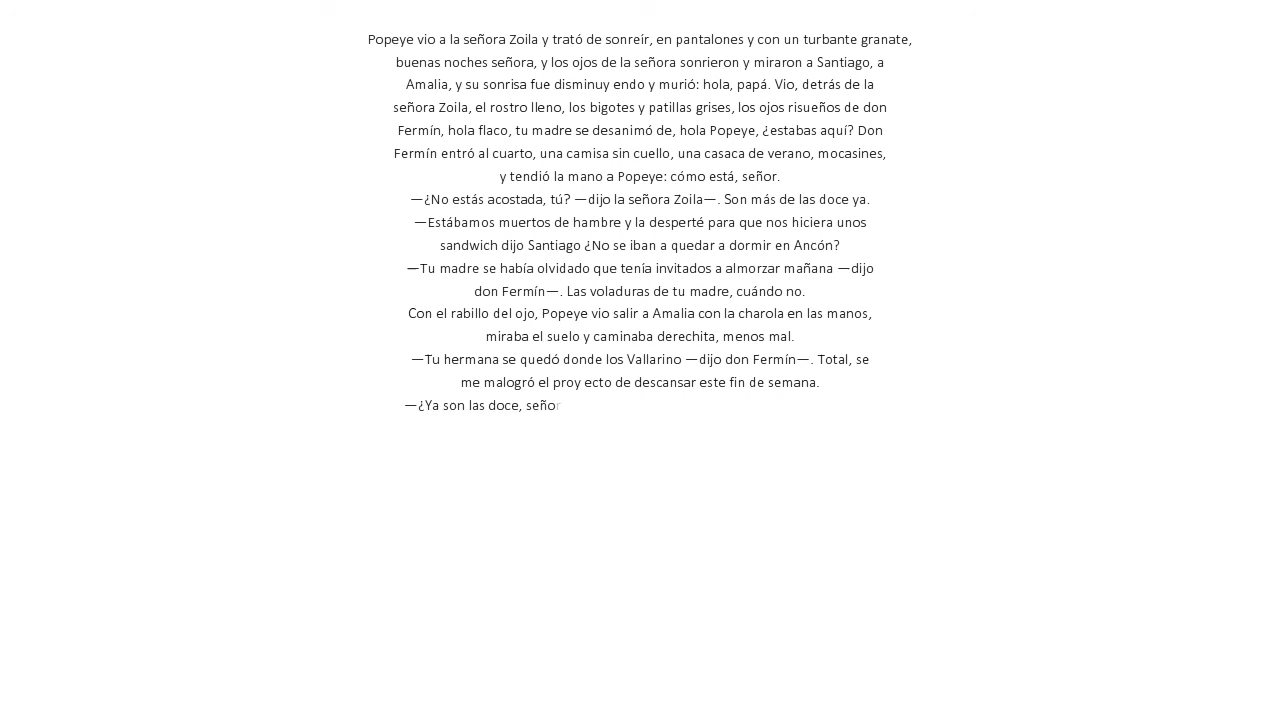 Popeye vio a la señora Zoila y trató de sonreír, en pantalones y con un turbante granate,
buenas noches señora, y los ojos de la señora sonrieron y miraron a Santiago, a
Amalia, y su sonrisa fue disminuy endo y murió: hola, papá. Vio, detrás de la
señora Zoila, el rostro lleno, los bigotes y patillas grises, los ojos risueños de don
Fermín, hola flaco, tu madre se desanimó de, hola Popeye, ¿estabas aquí? Don
Fermín entró al cuarto, una camisa sin cuello, una casaca de verano, mocasines,
y tendió la mano a Popeye: cómo está, señor.
—¿No estás acostada, tú? —dijo la señora Zoila—. Son más de las doce ya.
—Estábamos muertos de hambre y la desperté para que nos hiciera unos
sandwich dijo Santiago ¿No se iban a quedar a dormir en Ancón?
—Tu madre se había olvidado que tenía invitados a almorzar mañana —dijo
don Fermín—. Las voladuras de tu madre, cuándo no.
Con el rabillo del ojo, Popeye vio salir a Amalia con la charola en las manos,
miraba el suelo y caminaba derechita, menos mal.
—Tu hermana se quedó donde los Vallarino —dijo don Fermín—. Total, se
me malogró el proy ecto de descansar este fin de semana.
—¿Ya son las doce, señor